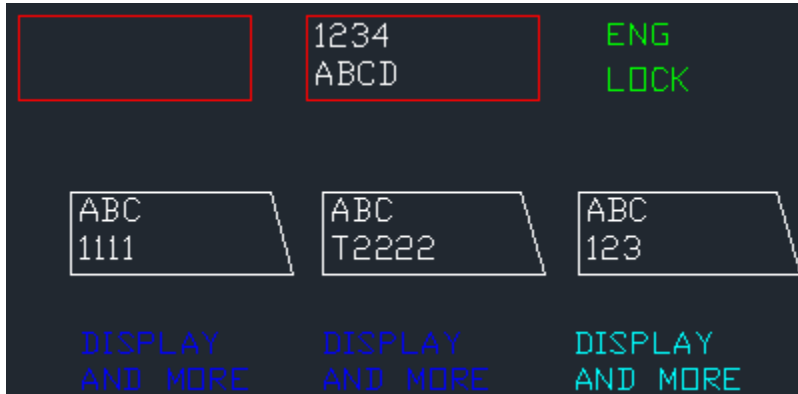 1234
ABCD
ENG
LOCK
ABC
1111
ABC
T2222
ABC
123
DISPLAY
AND MORE
DISPLAY
AND MORE
DISPLAY
AND MORE